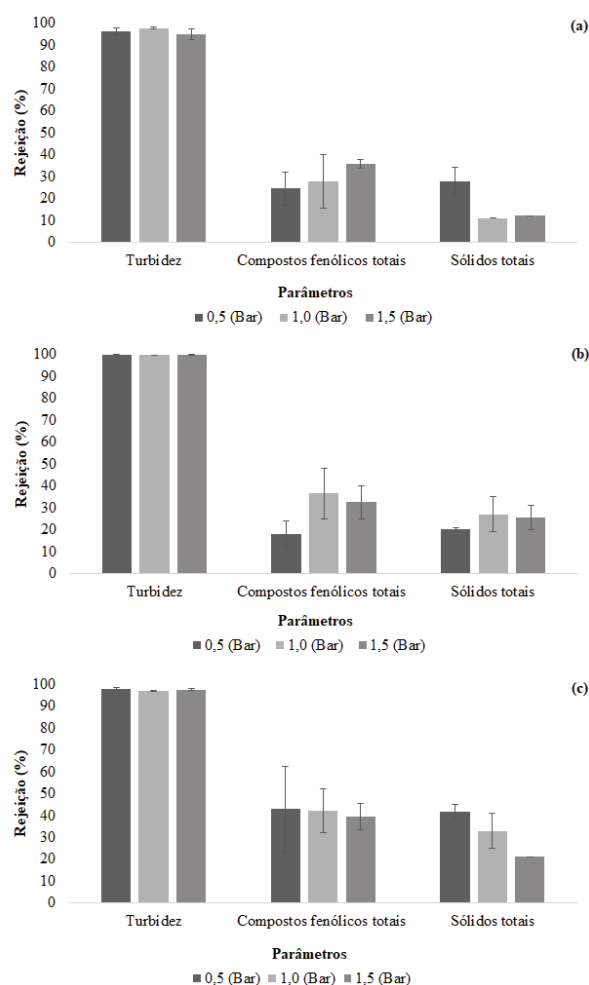 (a)
Rejeição (%)
100
90
80
70
60
50
40
30
20
10
0
Turbidez Compostos fenólicos totais Sólidos totais
Parâmetros
0,5 (Bar) 1,0 (Bar) 1,5 (Bar)
(b)
Rejeição (%)
100
90
80
70
60
50
40
30
20
10
0
Turbidez Compostos fenólicos totais Sólidos totais
Parâmetros
0,5 (Bar) 1,0 (Bar) 1,5 (Bar)
(c)
Rejeição (%)
100
90
80
70
60
50
40
30
20
10
0
Turbidez Compostos fenólicos totais Sólidos totais
Parâmetros
0,5 (Bar) 1,0 (Bar) 1,5 (Bar)